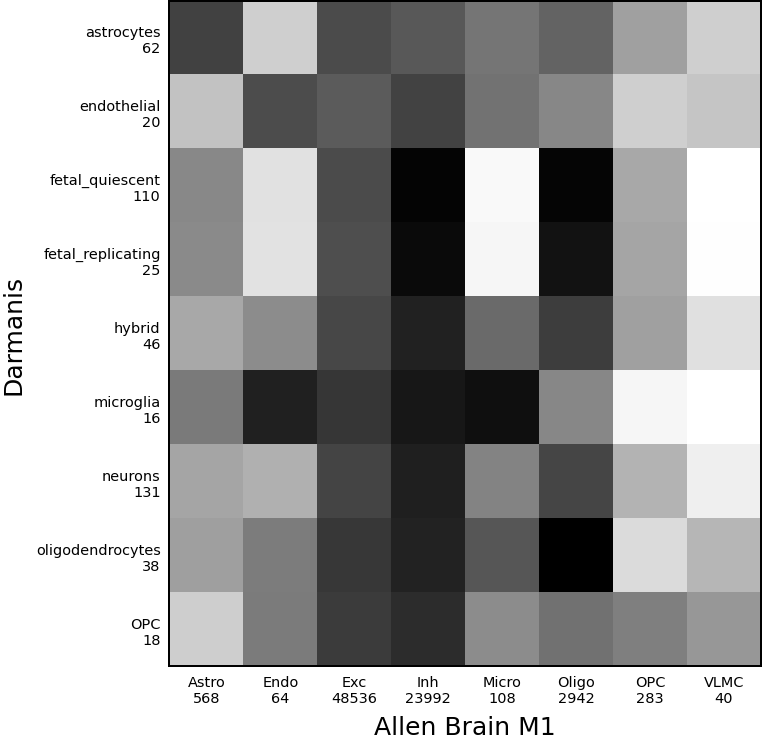 astrocytes
62
endothelial
20
fetal_quiescent
110
fetal_replicating
25
hybrid
46
microglia
16
neurons
131
oligodendrocytes
38
OPC
18
Darmanis
Astro Endo Exc Inh Micro Oligo OPC VLMC
568 64 48536 23992 108 2942 283 40
Allen Brain M1